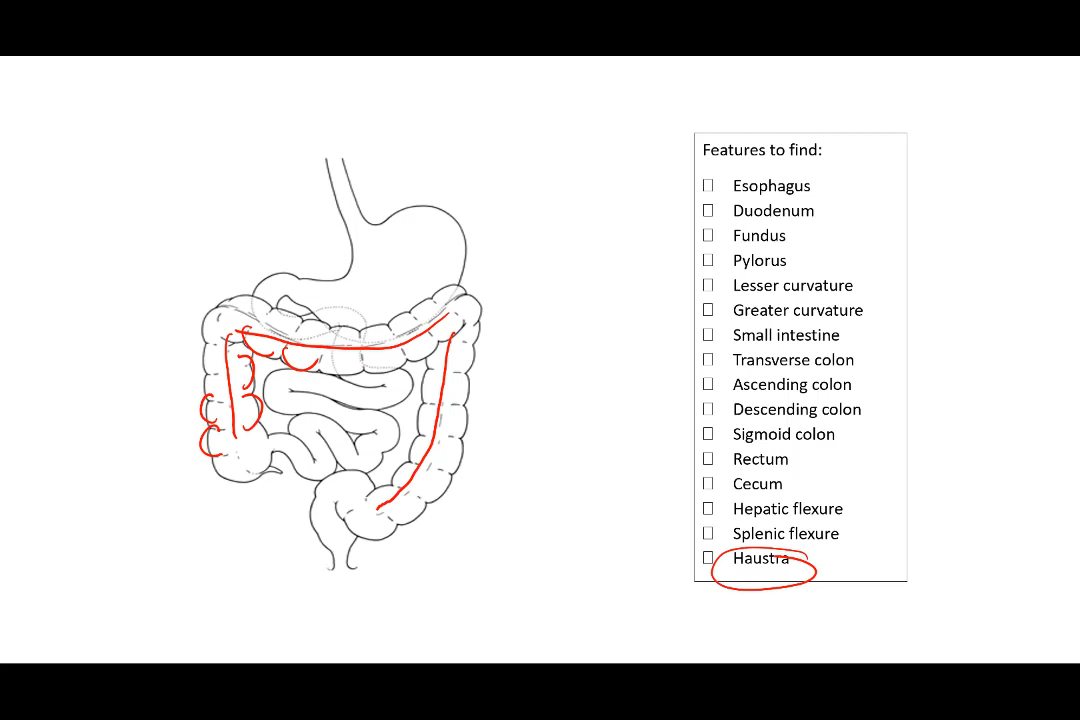 Features to find:
☐ Esophagus
☐ Duodenum
☐ Fundus
☐ Pylorus
☐ Lesser curvature
☐ Greater curvature
☐ Small intestine
☐ Transverse colon
☐ Ascending colon
☐ Descending colon
☐ Sigmoid colon
☐ Rectum
☐ Cecum
☐ Hepatic flexure
☐ Splenic flexure
☐ Haustra